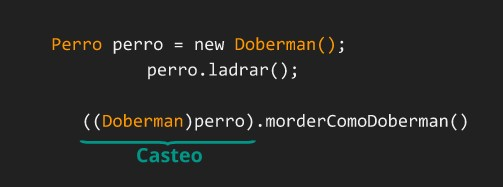 Perro perro = new Doberman();
perro.ladrar();
((Doberman)perro).morderComoDoberman()
Casteo